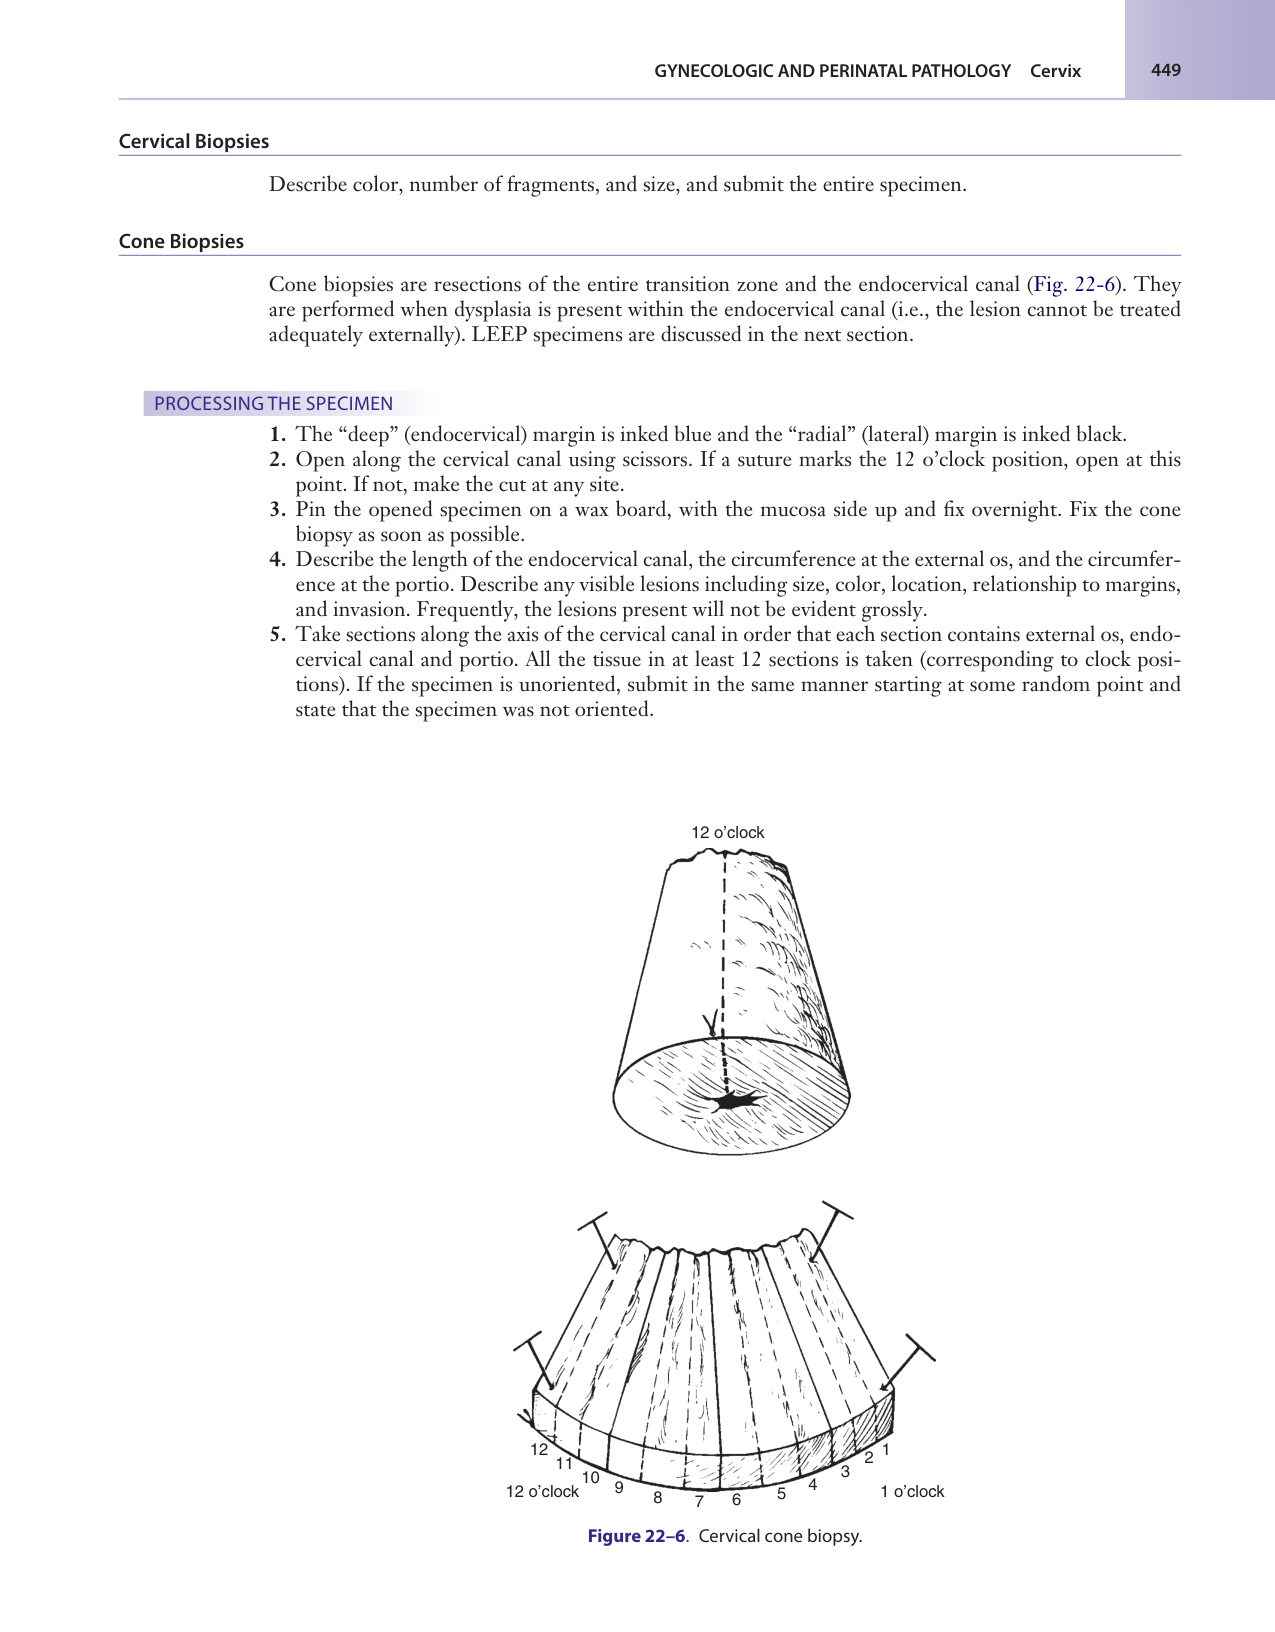 GYNECOLOGIC AND PERINATAL PATHOLOGY Cervix 449
Cervical Biopsies
Describe color, number of fragments, and size, and submit the entire specimen.
Cone Biopsies
Cone biopsies are resections of the entire transition zone and the endocervical canal (Fig. 22-6). They
are performed when dysplasia is present within the endocervical canal (i.e., the lesion cannot be treated
adequately externally). LEEP specimens are discussed in the next section.
PROCESSING THE SPECIMEN
1. The “deep” (endocervical) margin is inked blue and the “radial” (lateral) margin is inked black.
2. Open along the cervical canal using scissors. If a suture marks the 12 o’clock position, open at this
point. If not, make the cut at any site.
3. Pin the opened specimen on a wax board, with the mucosa side up and fix overnight. Fix the cone
biopsy as soon as possible.
4. Describe the length of the endocervical canal, the circumference at the external os, and the circumfer-
ence at the portio. Describe any visible lesions including size, color, location, relationship to margins,
and invasion. Frequently, the lesions present will not be evident grossly.
5. Take sections along the axis of the cervical canal in order that each section contains external os, endo-
cervical canal and portio. All the tissue in at least 12 sections is taken (corresponding to clock posi-
tions). If the specimen is unoriented, submit in the same manner starting at some random point and
state that the specimen was not oriented.
12 o’clock
12 11 10 9 8 7 6 5 4 3 2 1
12 o’clock 1 o’clock
Figure 22–6. Cervical cone biopsy.